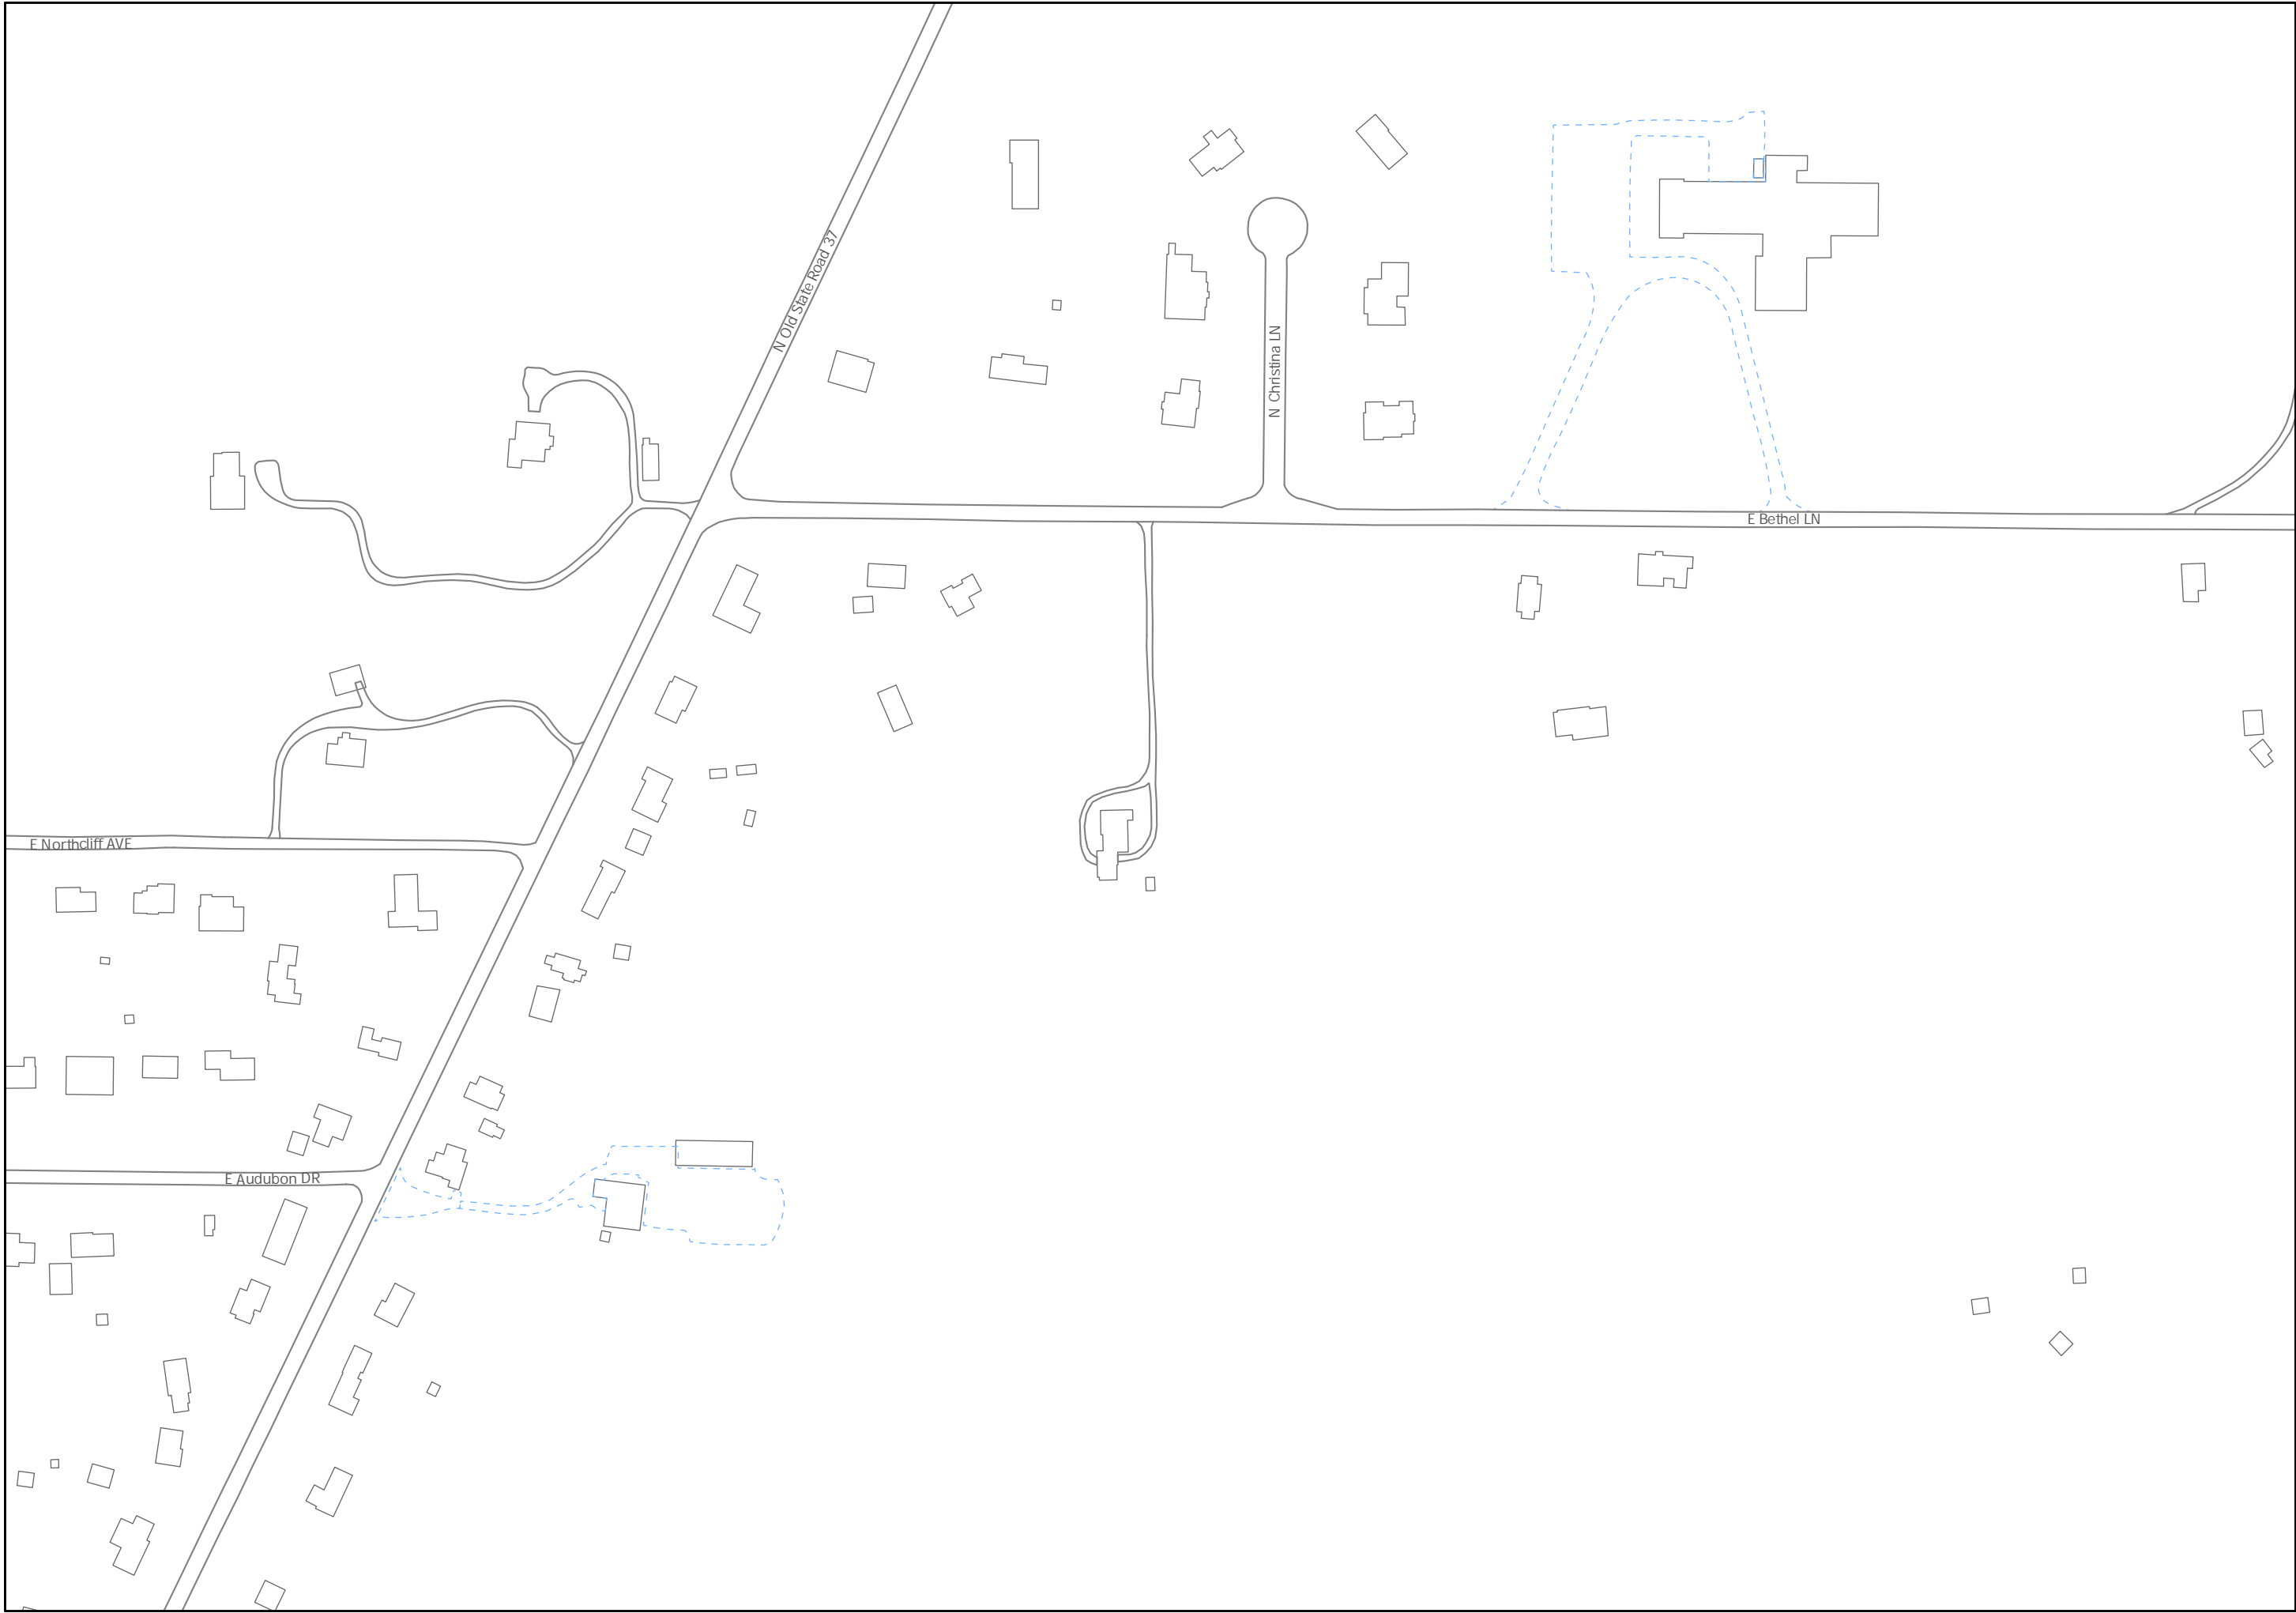 N Old State Road 37
N Christina LN
E Bethel LN
E Northcliff AVE
E Audubon DR